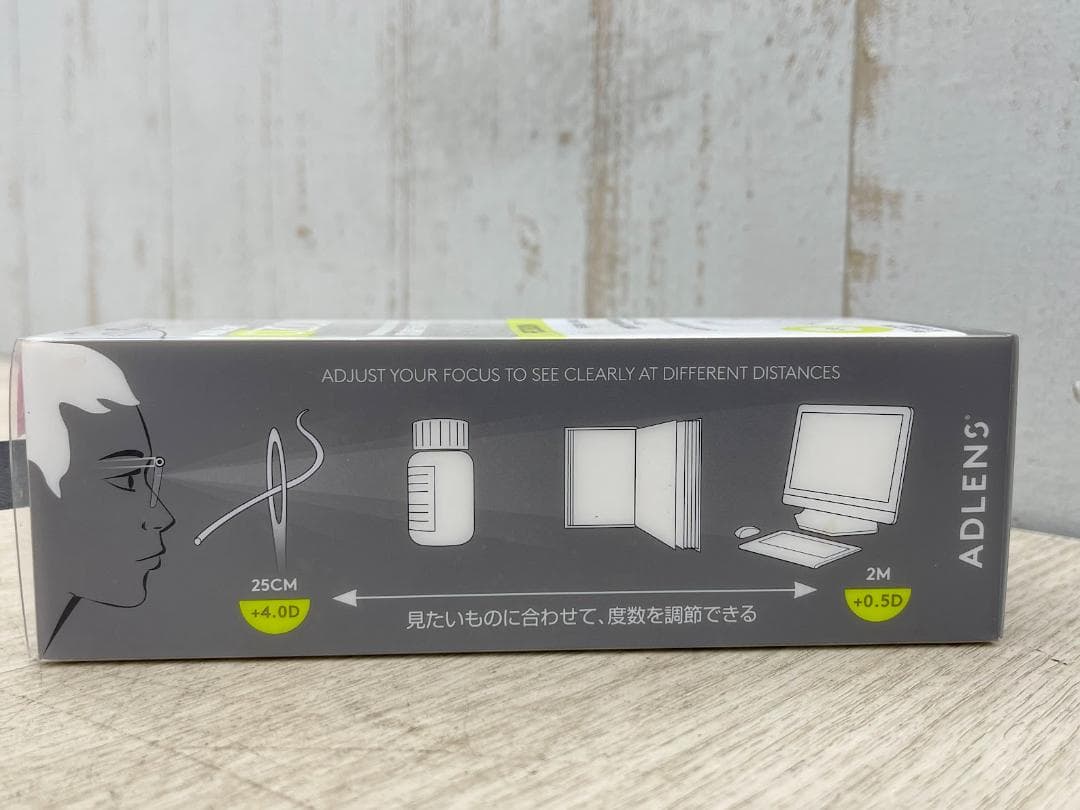 ADJUST YOUR FOCUS TO SEE CLEARLY AT DIFFERENT DISTANCES
25CM
+4.0D
見たいものに合わせて、度数を調節できる
2M
+0.5D
ADLENS®